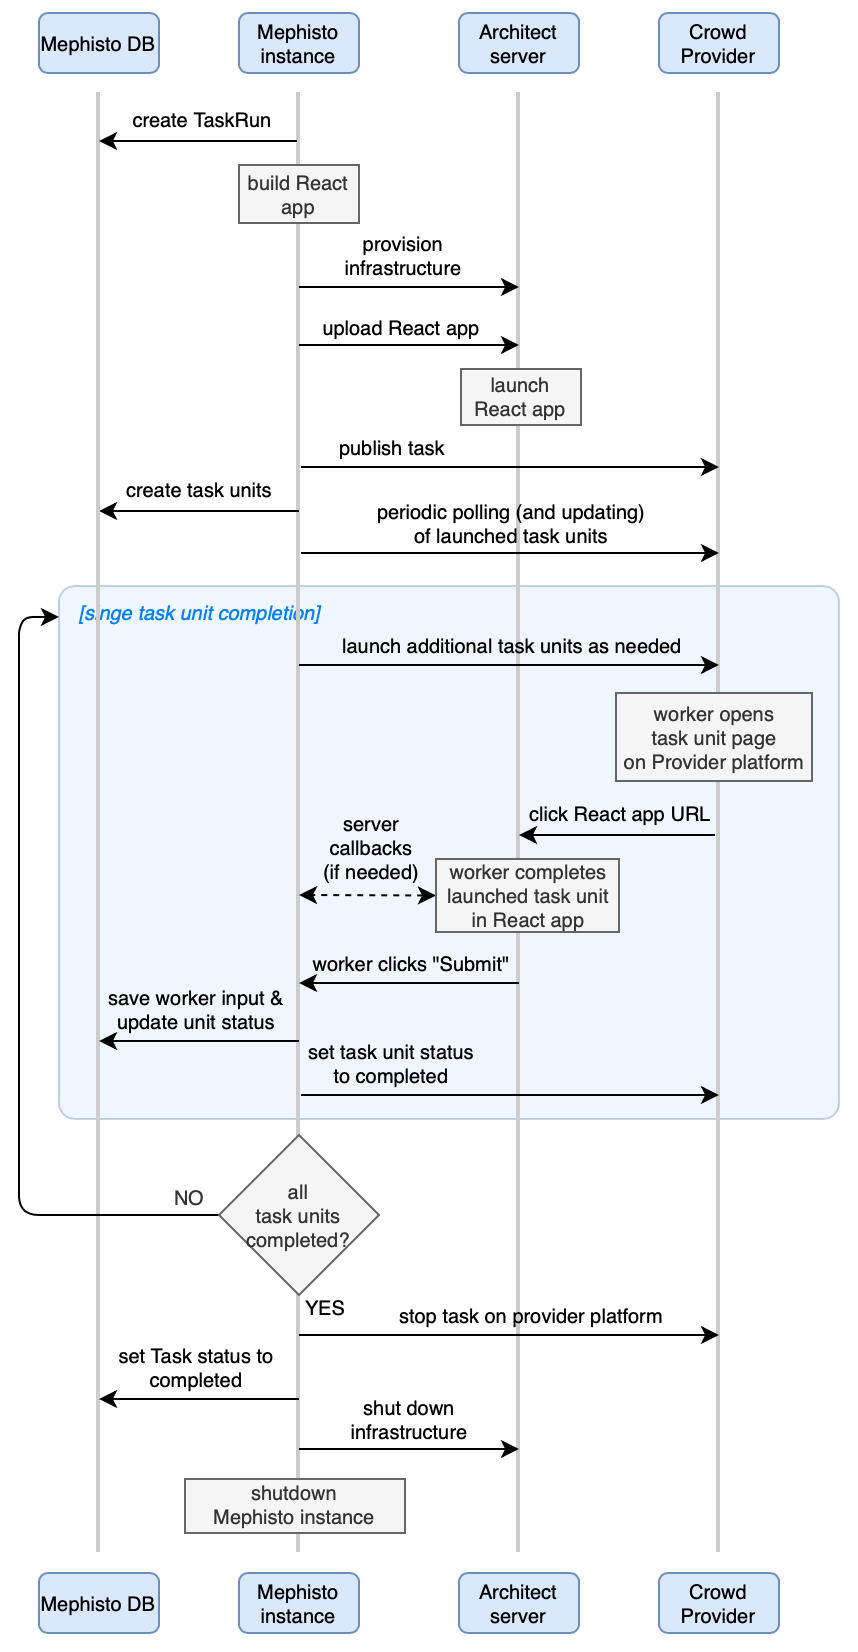 Mephisto DB
Mephisto
instance
Architect
server
Crowd
Provider
create TaskRun
build React
app
provision
infrastructure
upload React app
launch
React app
publish task
create task units
periodic polling (and updating)
of launched task units
[singe task unit completion]
launch additional task units as needed
worker opens
task unit page
on Provider platform
click React app URL
server
callbacks
(if needed)
worker completes
launched task unit
in React app
worker clicks "Submit"
save worker input &
update unit status
set task unit status
to completed
all
task units
completed?
NO
YES
stop task on provider platform
set Task status to
completed
shut down
infrastructure
shutdown
Mephisto instance
Mephisto DB
Mephisto
instance
Architect
server
Crowd
Provider